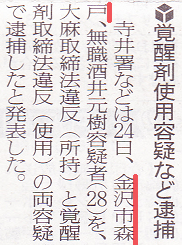 覚醒剤使用容疑など逮捕
寺井署などは24日、金沢市森
戸、無職酒井元樹容疑者(28)を、
大麻取締法違反(所持)と覚醒
剤取締法違反(使用)の両容疑
で逮捕したと発表した。